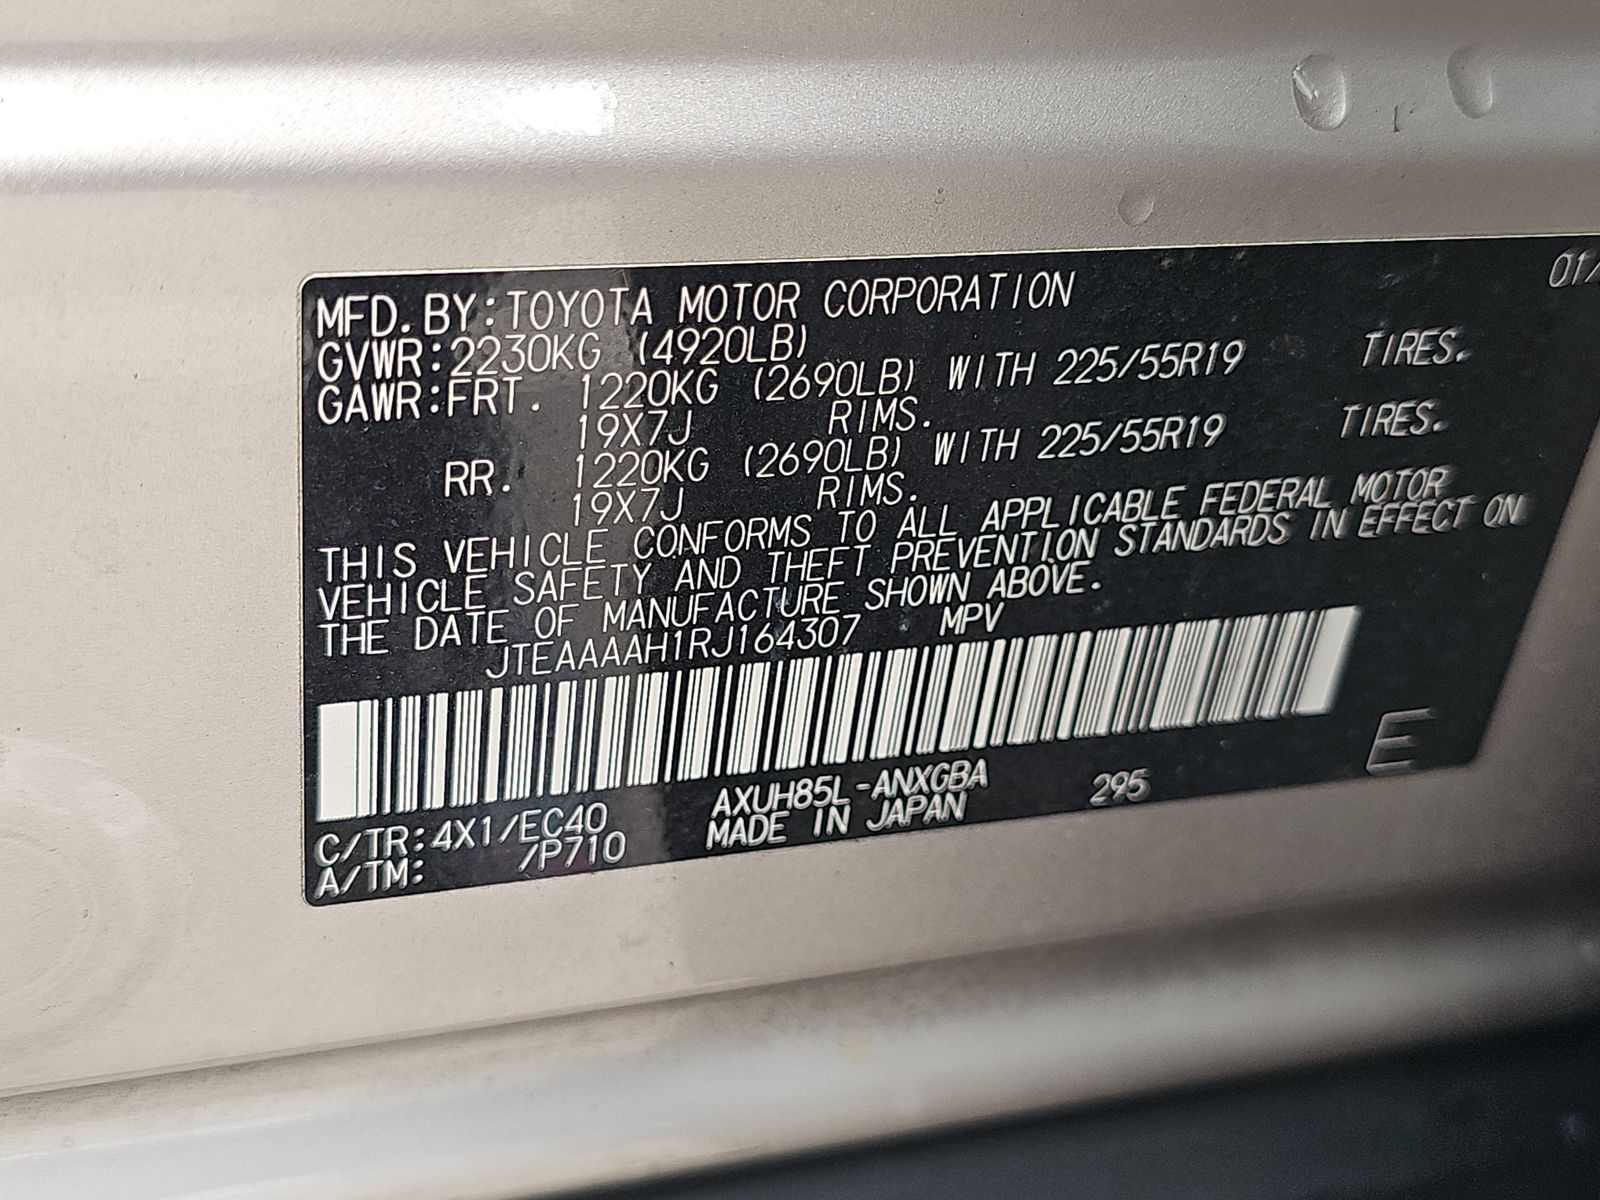 01/
MFD. BY: TOYOTA MOTOR CORPORATION
GVWR: 2230KG (4920LB)
GAWR: FRT. 1220KG (2690LB) WITH 225/55R19 TIRES.
19X7J RIMS.
RR. 1220KG (2690LB) WITH 225/55R19 TIRES.
19X7J RIMS.
THIS VEHICLE CONFORMS TO ALL APPLICABLE FEDERAL MOTOR
VEHICLE SAFETY AND THEFT PREVENTION STANDARDS IN EFFECT ON
THE DATE OF MANUFACTURE SHOWN ABOVE.
JTEAAAAH1RJ164307 MPV
C/TR: 4X1/EC40 AXUH85L-ANXGBA 295 E
A/TM: /P710 MADE IN JAPAN